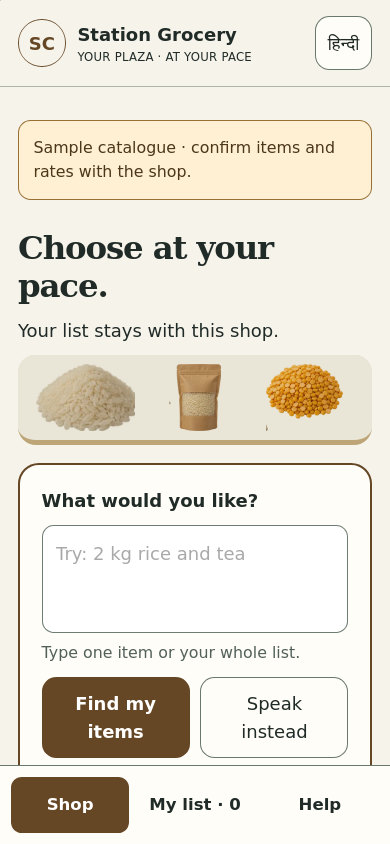 SC
Station Grocery
YOUR PLAZA · AT YOUR PACE
हिन्दी
Sample catalogue · confirm items and
rates with the shop.
Choose at your
pace.
Your list stays with this shop.
What would you like?
Try: 2 kg rice and tea
Type one item or your whole list.
Find my
items
Speak
instead
Shop
My list · 0
Help